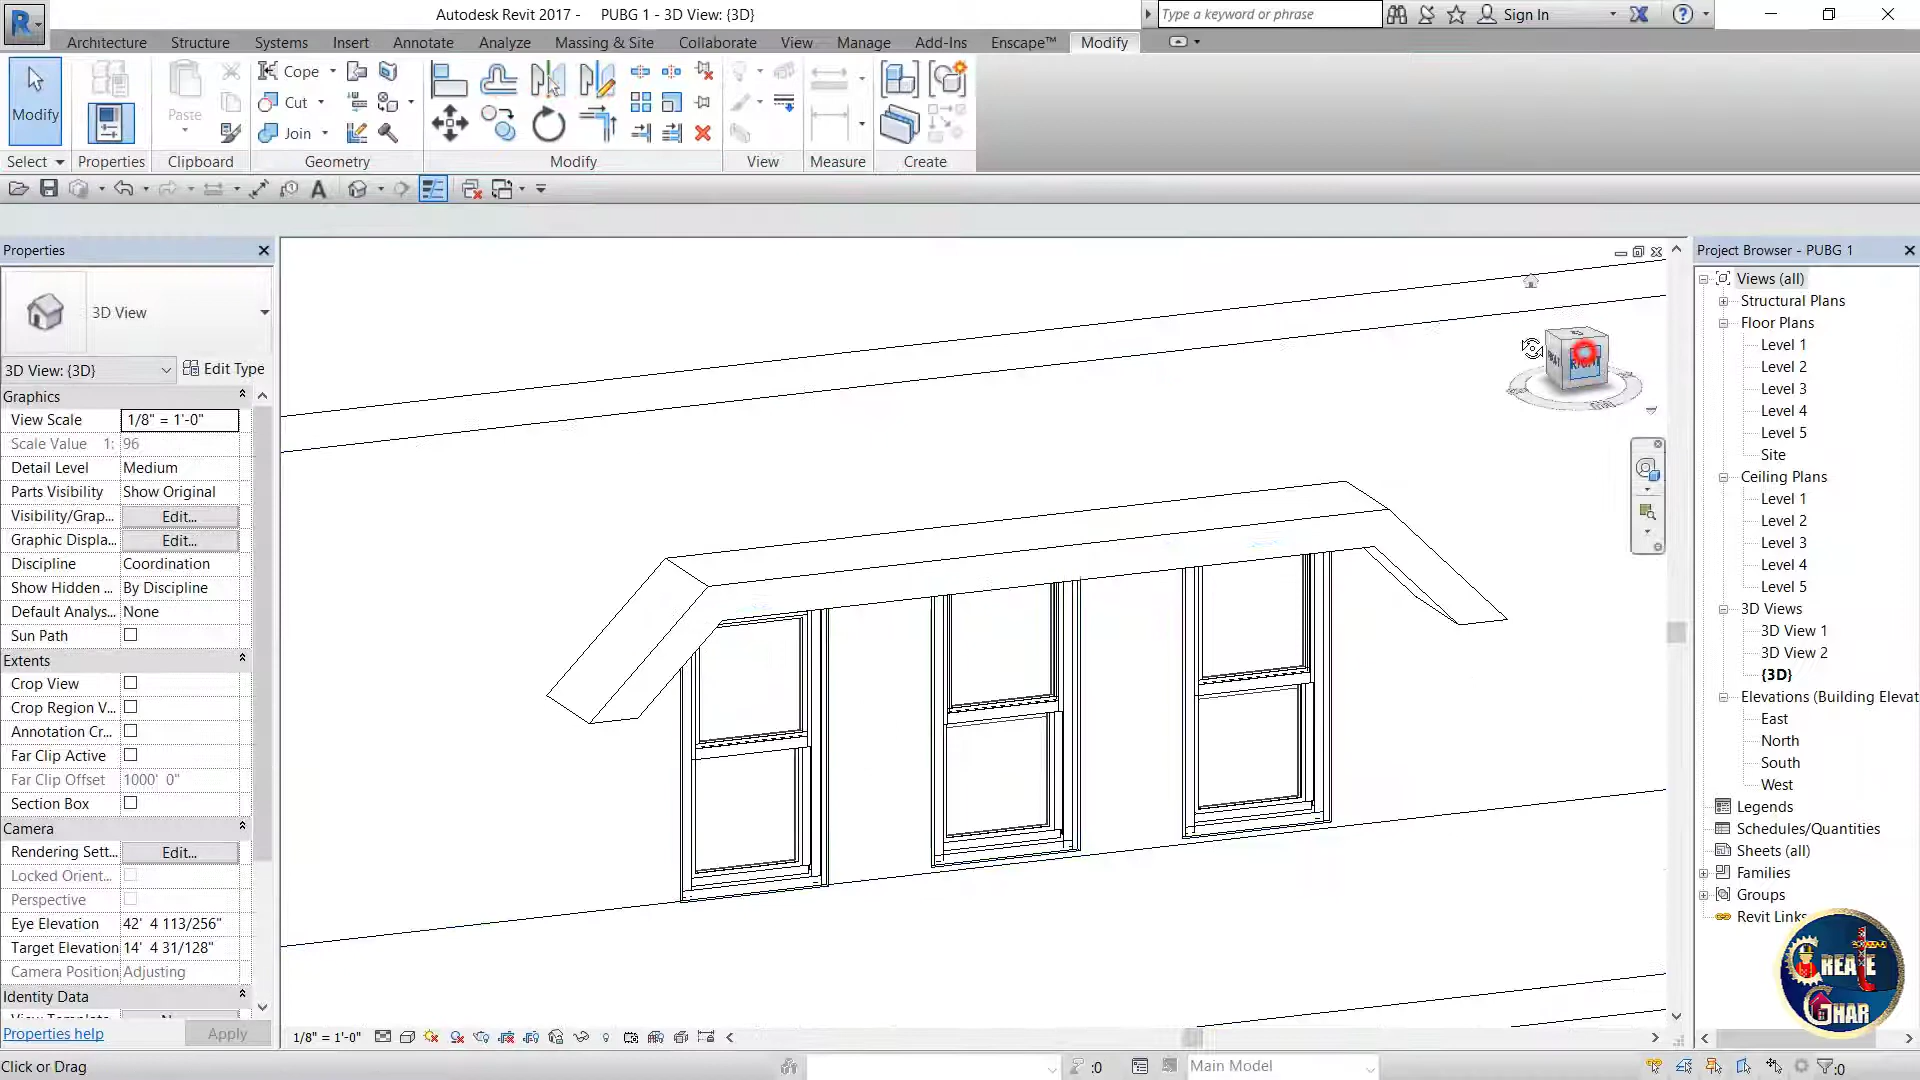 Autodesk Revit 2017 - PUBG 1 - 3D View: {3D}
Type a keyword or phrase
Sign In
Architecture Structure Systems Insert Annotate Analyze Massing & Site Collaborate View Manage Add-Ins Enscape™ Modify
Modify
Paste
Cope
Cut
Join
Select Properties Clipboard Geometry Modify View Measure Create
Properties
3D View
3D View: {3D} Edit Type
Graphics
View Scale 1/8" = 1'-0"
Scale Value 1: 96
Detail Level Medium
Parts Visibility Show Original
Visibility/Grap... Edit...
Graphic Displa... Edit...
Discipline Coordination
Show Hidden ... By Discipline
Default Analys... None
Sun Path
Extents
Crop View
Crop Region V...
Annotation Cr...
Far Clip Active
Far Clip Offset 1000' 0"
Section Box
Camera
Rendering Sett... Edit...
Locked Orient...
Perspective
Eye Elevation 42' 4 113/256"
Target Elevation 14' 4 31/128"
Camera Position Adjusting
Identity Data
Properties help Apply
RIGHT
1/8" = 1'-0"
Project Browser - PUBG 1
Views (all)
Structural Plans
Floor Plans
Level 1
Level 2
Level 3
Level 4
Level 5
Site
Ceiling Plans
Level 1
Level 2
Level 3
Level 4
Level 5
3D Views
3D View 1
3D View 2
{3D}
Elevations (Building Elevat
East
North
South
West
Legends
Schedules/Quantities
Sheets (all)
Families
Groups
Revit Links
CREATE
GHAR
Click or Drag
:0
Main Model
:0